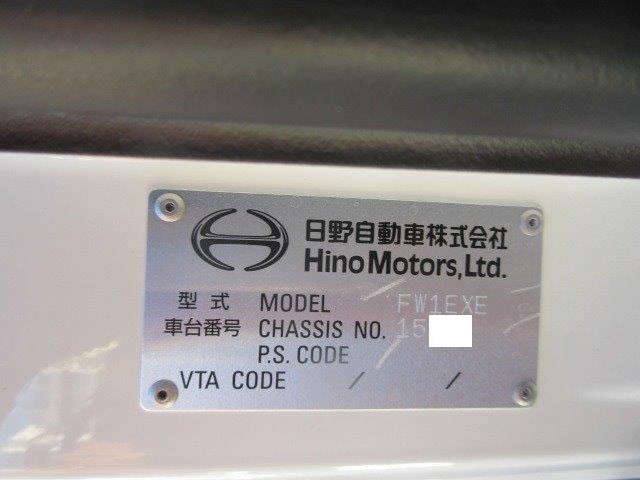 日野自動車株式会社
Hino Motors, Ltd.
型式 MODEL FW1EXE
車台番号 CHASSIS NO. 15
P.S. CODE
VTA CODE / /